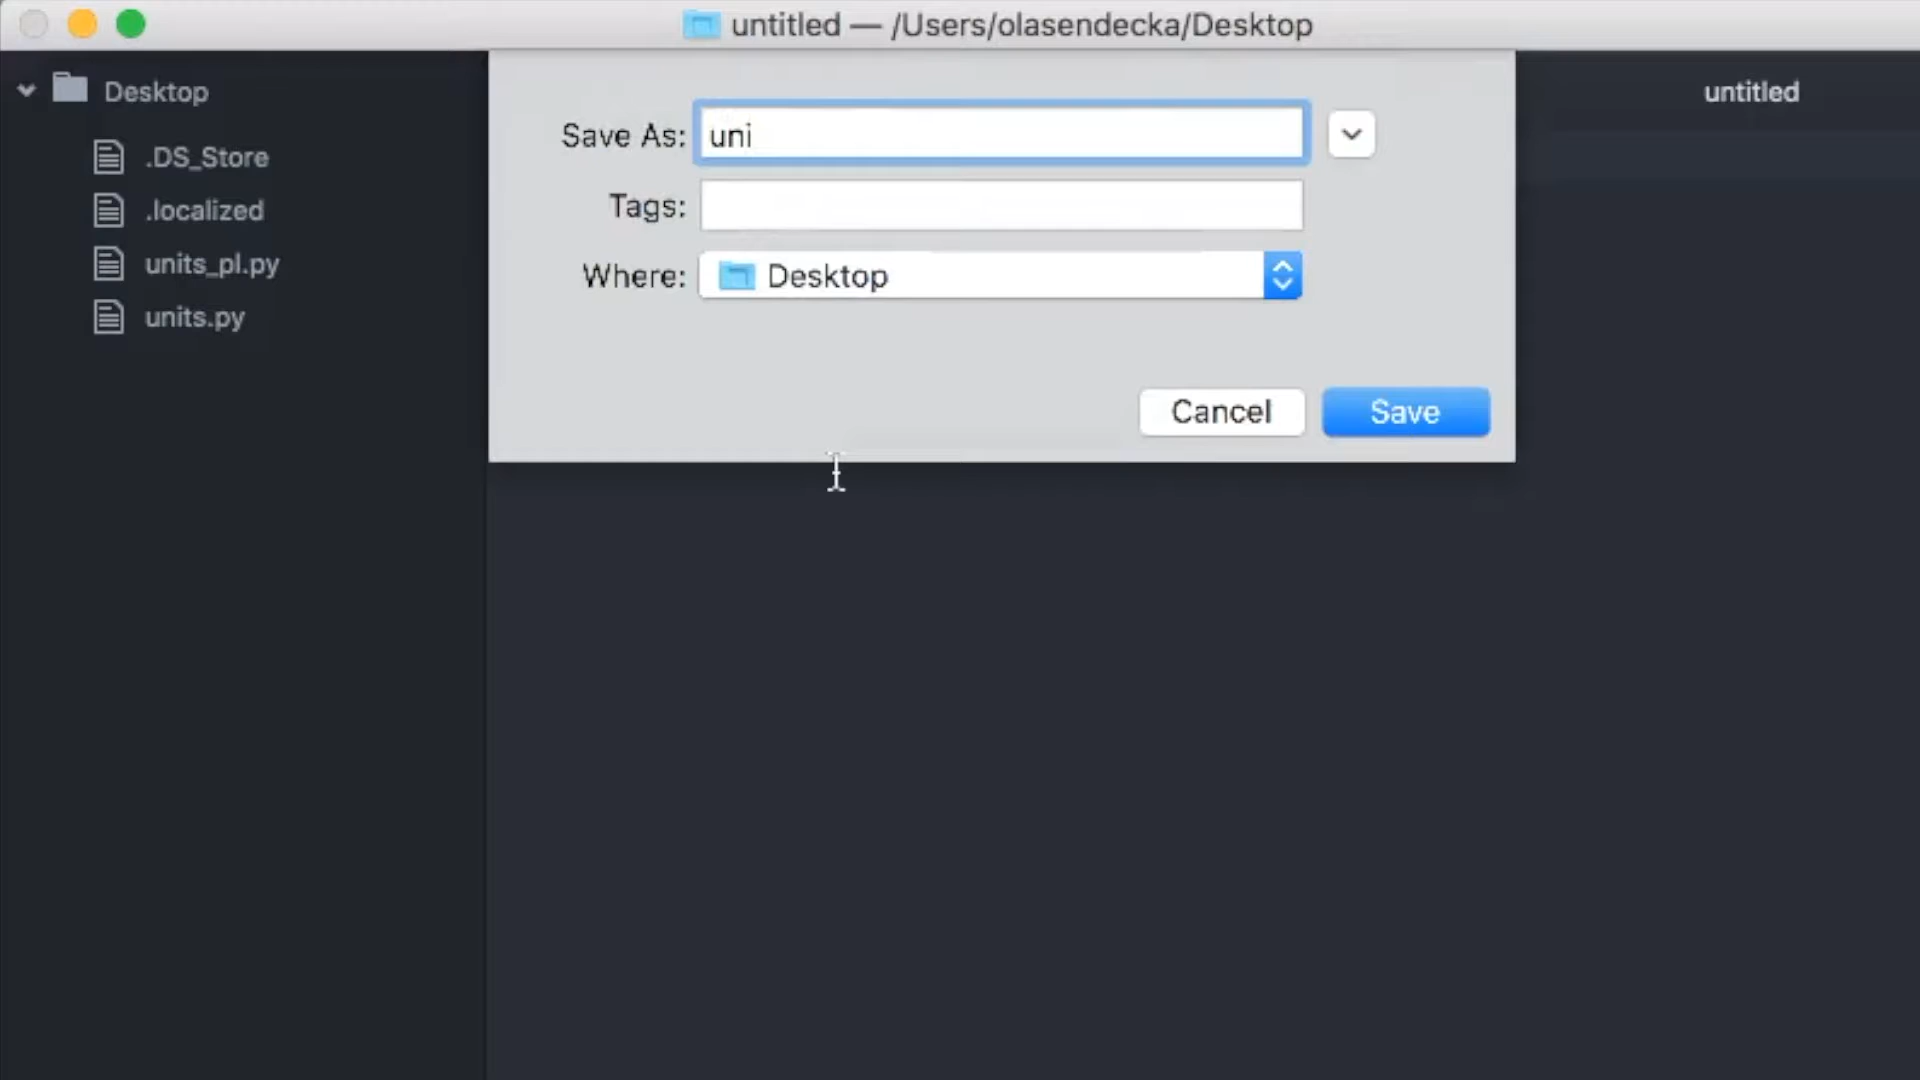 untitled — /Users/olasendecka/Desktop
Desktop
.DS_Store
.localized
units_pl.py
units.py
Save As: uni
Tags:
Where: Desktop
Cancel Save
untitled